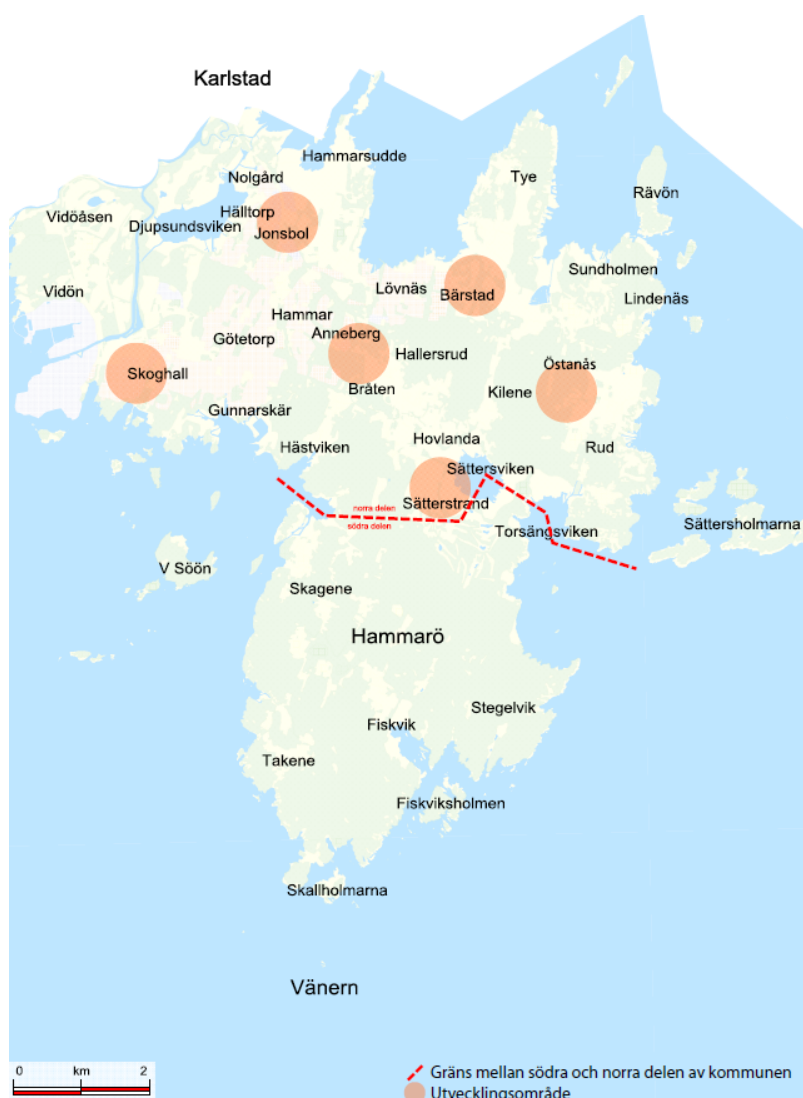 Karlstad
Hammarsudde
Nolgård
Tye
Rävön
Hälltorp
Vidöåsen
Djupsundsviken
Jonsbol
Sundholmen
Vidön
Lövnäs
Bärstad
Lindenäs
Hammar
Anneberg
Götetorp
Hallersrud
Östanås
Skoghall
Bråten
Kilene
Gunnarskär
Hästviken
Hovlanda
Rud
Sättersviken
Sätterstrand
norra delen
södra delen
Torsängsviken
Sättersholmarna
V Söön
Skagene
Hammarö
Stegelvik
Fiskvik
Takene
Fiskviksholmen
Skallholmarna
Vänern
0 km 2
Gräns mellan södra och norra delen av kommunen
Utvecklingsområde